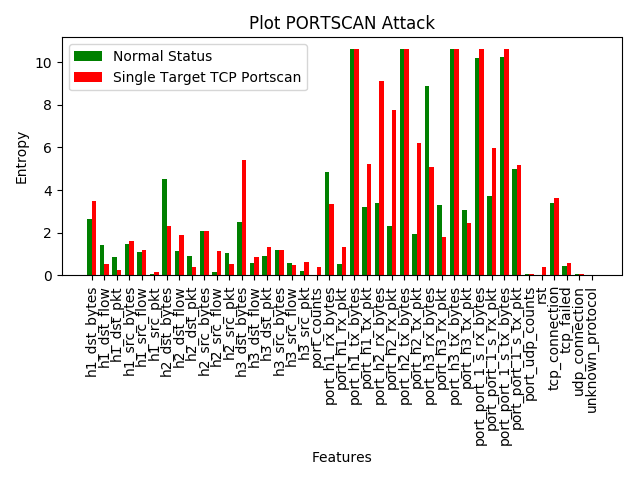 Plot PORTSCAN Attack
Normal Status
Single Target TCP Portscan
Entropy
10
8
6
4
2
0
h1_dst_bytes
h1_dst_flow
h1_dst_pkt
h1_src_bytes
h1_src_flow
h1_src_pkt
h2_dst_bytes
h2_dst_flow
h2_dst_pkt
h2_src_bytes
h2_src_flow
h2_src_pkt
h3_dst_bytes
h3_dst_flow
h3_dst_pkt
h3_src_bytes
h3_src_flow
h3_src_pkt
port_counts
port_h1_rx_bytes
port_h1_rx_pkt
port_h1_tx_bytes
port_h1_tx_pkt
port_h2_rx_bytes
port_h2_rx_pkt
port_h2_tx_bytes
port_h2_tx_pkt
port_h3_rx_bytes
port_h3_rx_pkt
port_h3_tx_bytes
port_h3_tx_pkt
port_port_1_s_rx_bytes
port_port_1_s_rx_pkt
port_port_1_s_tx_bytes
port_port_1_s_tx_pkt
port_udp_counts
rst
tcp_connection
tcp_failed
udp_connection
unknown_protocol
Features